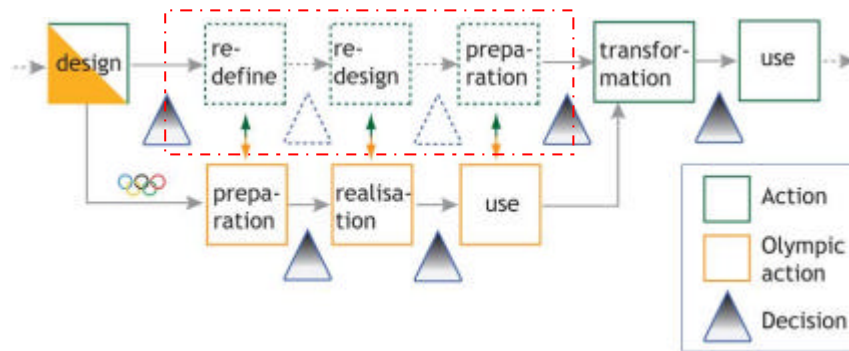 design
re-
define
re-
design
prepa-
ration
transfor-
mation
use
prepa-
ration
realisa-
tion
use
Action
Olympic
action
Decision